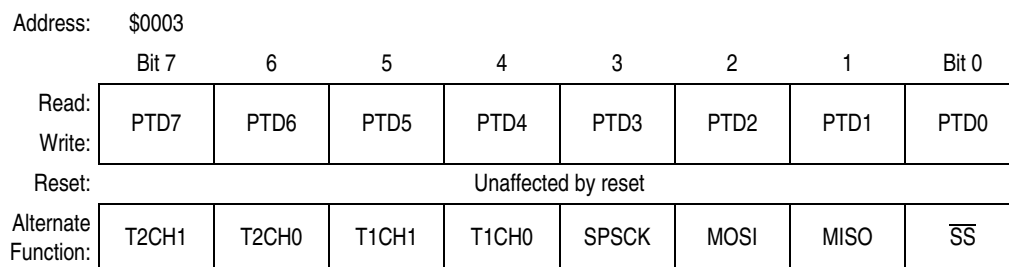 Address: $0003
Bit 7 6 5 4 3 2 1 Bit 0
Read:
PTD7 PTD6 PTD5 PTD4 PTD3 PTD2 PTD1 PTD0
Write:
Reset: Unaffected by reset
Alternate
Function: T2CH1 T2CH0 T1CH1 T1CH0 SPSCK MOSI MISO S̅S̅